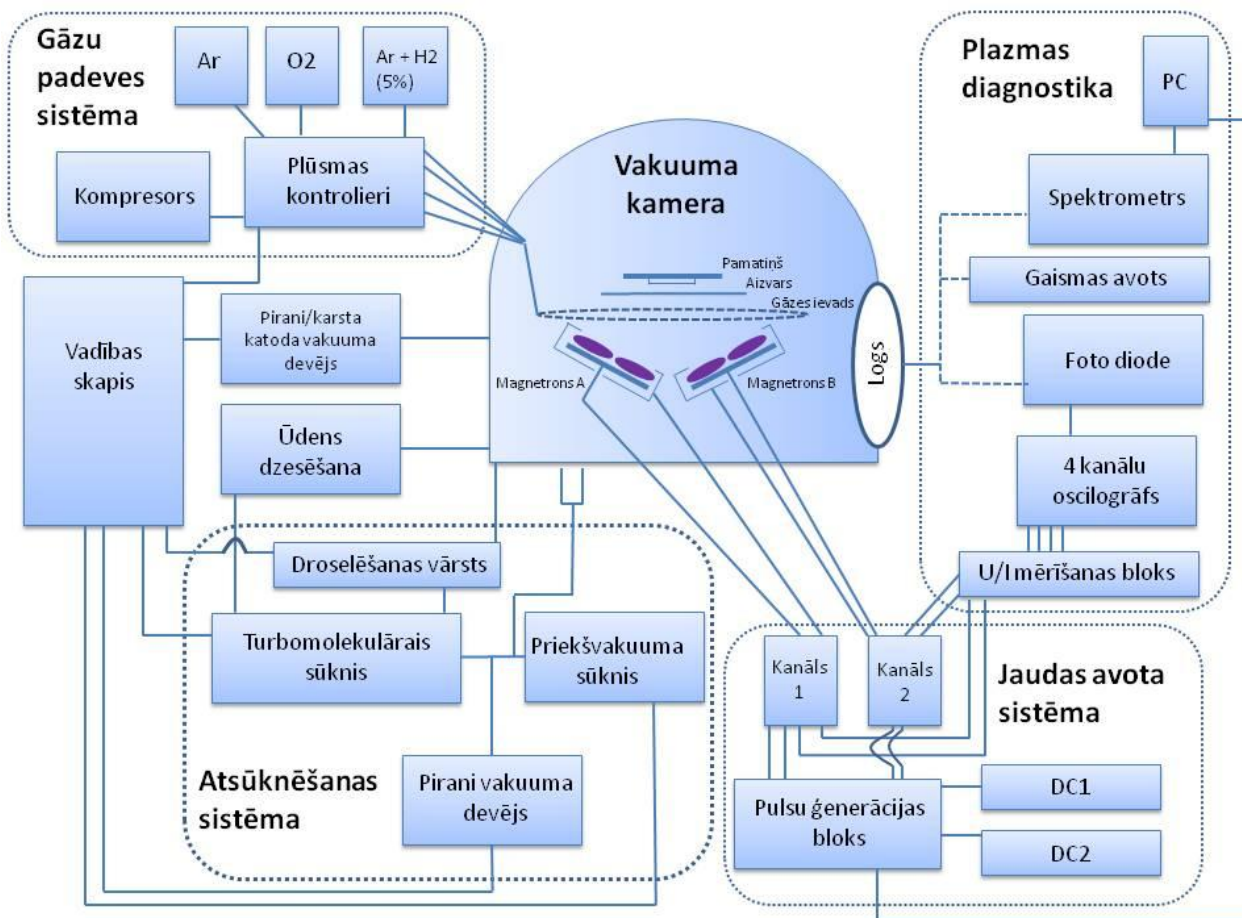 Gāzu
padeves
sistēma
Ar
O2
Ar + H2
(5%)
Kompresors
Plūsmas
kontrolieri
Vakuuma
kamera
Pamatiņš
Aizvars
Gāzes ievads
Magnetrons A
Magnetrons B
Logs
Plazmas
diagnostika
PC
Spektrometrs
Gaismas avots
Foto diode
4 kanālu
oscilogrāfs
U/I mērīšanas bloks
Vadības
skapis
Pirani/karsta
katoda vakuuma
devējs
Ūdens
dzesēšana
Droselēšanas vārsts
Turbomolekulārais
sūknis
Priekšvakuuma
sūknis
Pirani vakuuma
devējs
Atsūknēšanas
sistēma
Kanāls
1
Kanāls
2
Jaudas avota
sistēma
Pulsu ģenerācijas
bloks
DC1
DC2